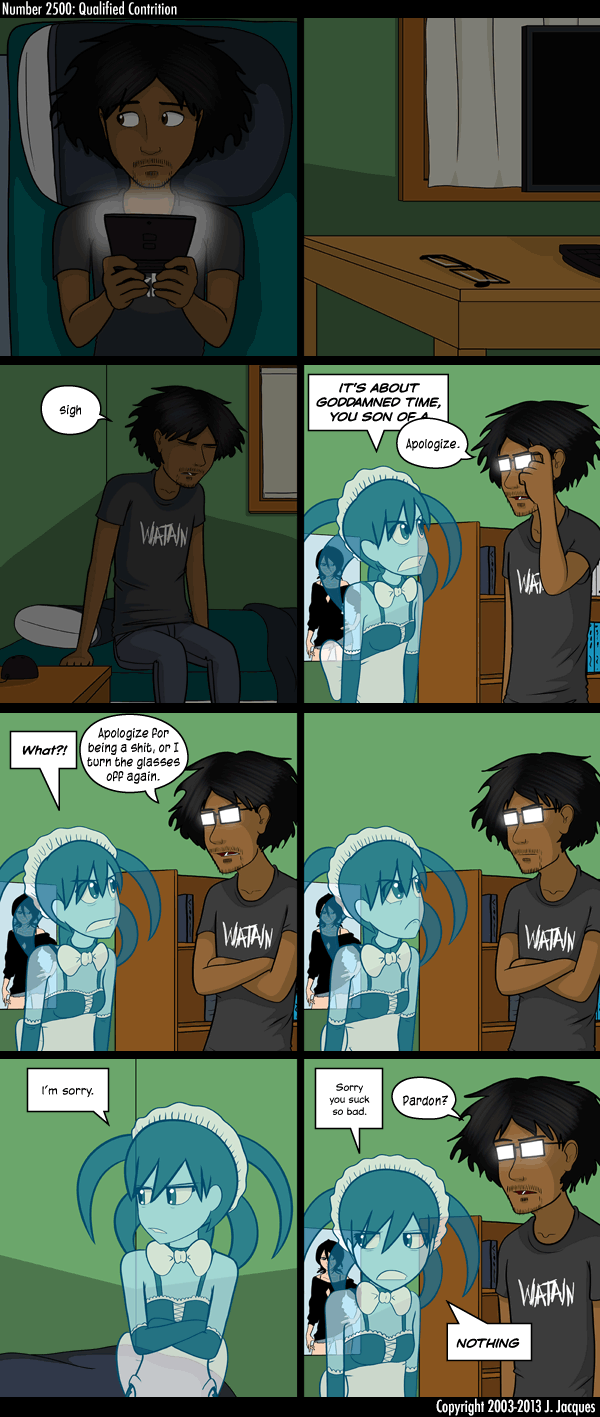 Number 2500: Qualified Contrition
sigh
WATAIN
IT'S ABOUT
GODDAMNED TIME,
YOU SON OF A
Apologize.
WA
What?!
Apologize for
being a shit, or I
turn the glasses
off again.
WATAIN
WATAIN
I'm sorry.
Sorry
you suck
so bad.
Pardon?
WATAIN
NOTHING
Copyright 2003-2013 J. Jacques